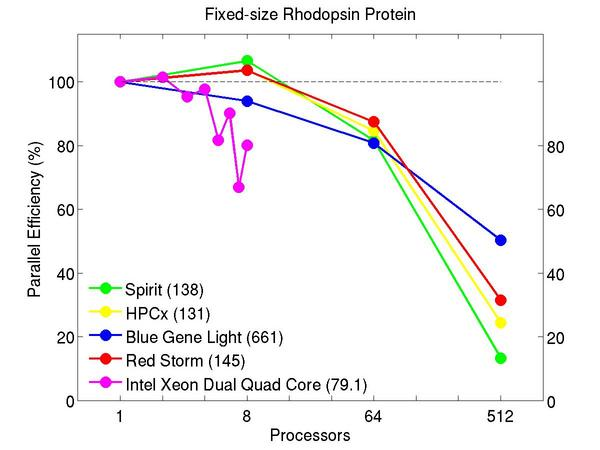 Fixed-size Rhodopsin Protein
Parallel Efficiency (%)
100
80 80
60 60
40 40
20 20
0 0
Spirit (138)
HPCx (131)
Blue Gene Light (661)
Red Storm (145)
Intel Xeon Dual Quad Core (79.1)
1 8 64 512
Processors